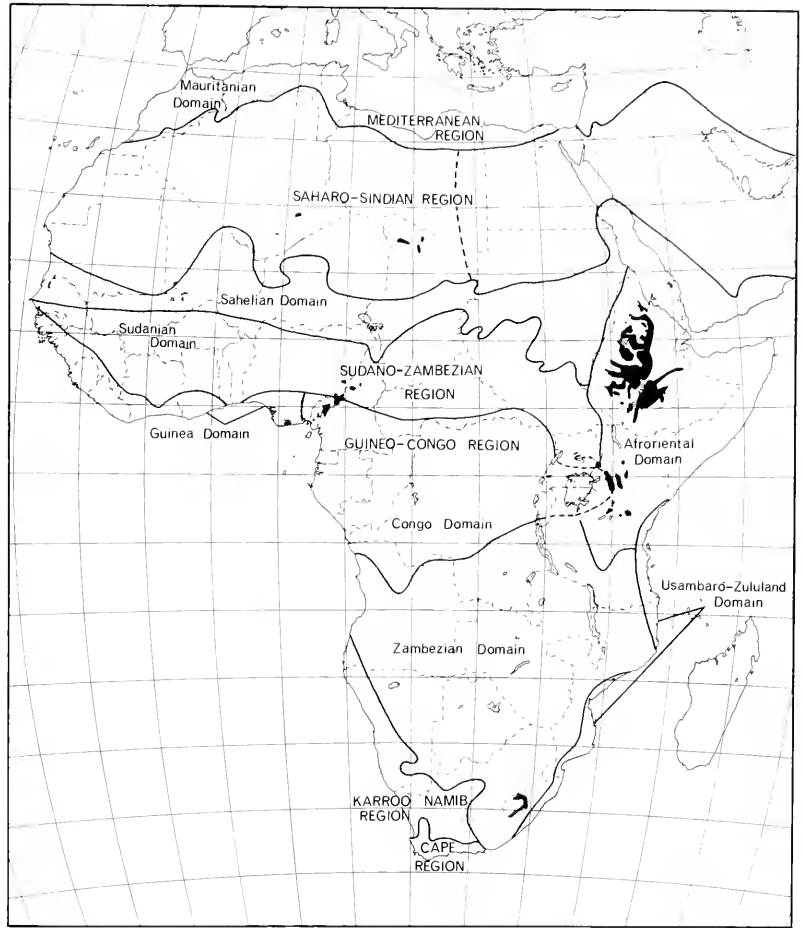 Mauritanian
Domain
MEDITERRANEAN
REGION
SAHARO-SINDIAN REGION
Sahelian Domain
Sudanian
Domain
SUDANO-ZAMBEZIAN
REGION
Guinea Domain
GUINEO-CONGO REGION
Afroriental
Domain
Congo Domain
Usambaro-Zululand
Domain
Zambezian Domain
KARROO NAMIB
REGION
CAPE
REGION